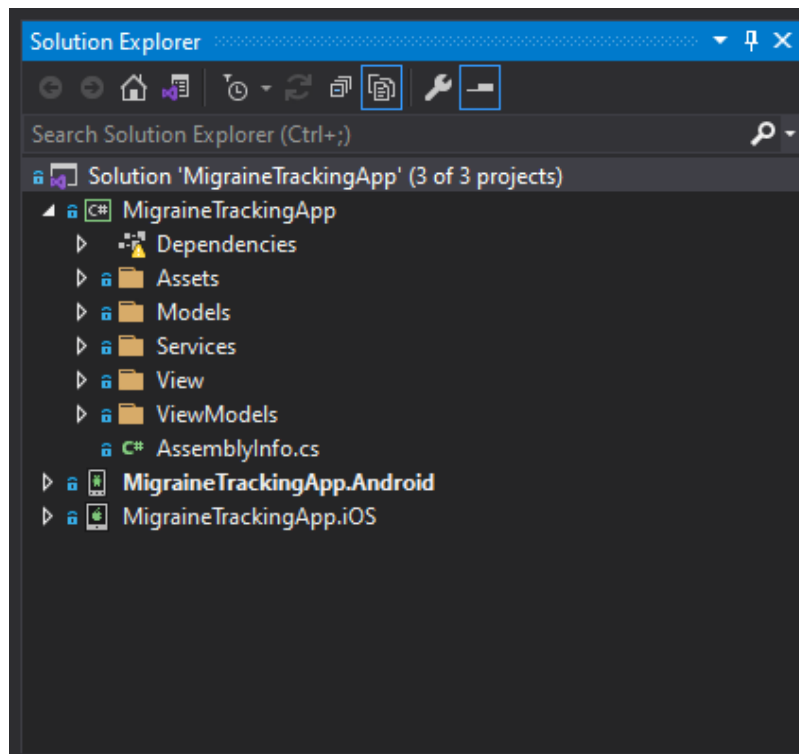 Solution Explorer
Search Solution Explorer (Ctrl+;)
Solution 'MigraineTrackingApp' (3 of 3 projects)
C# MigraineTrackingApp
Dependencies
Assets
Models
Services
View
ViewModels
C# AssemblyInfo.cs
MigraineTrackingApp.Android
MigraineTrackingApp.iOS